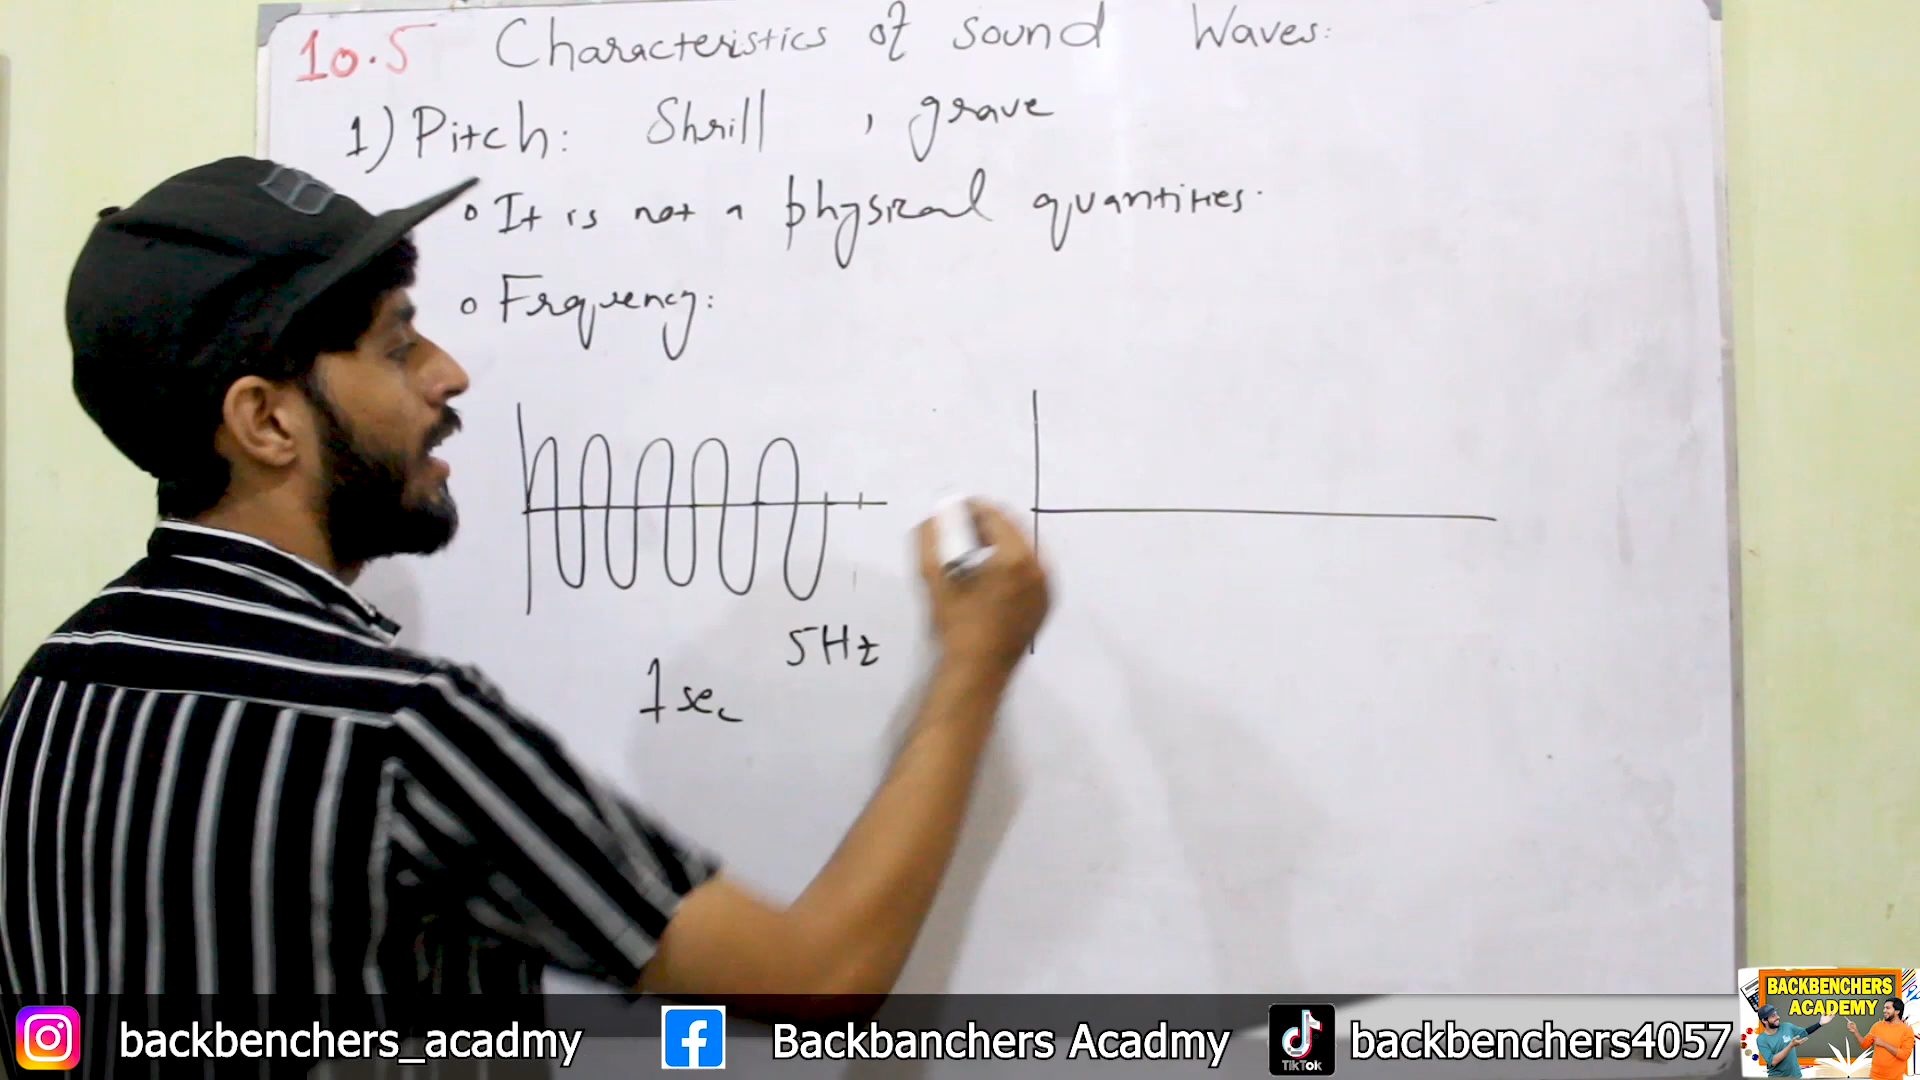 10.5 Characteristics of Sound Waves:
1) Pitch: Shrill , grave
It is not a physical quantities.
Frquency:
5Hz
1 sec
backbenchers_acadmy
Backbanchers Acadmy
TikTok
backbenchers4057
BACKBENCHERS
ACADEMY